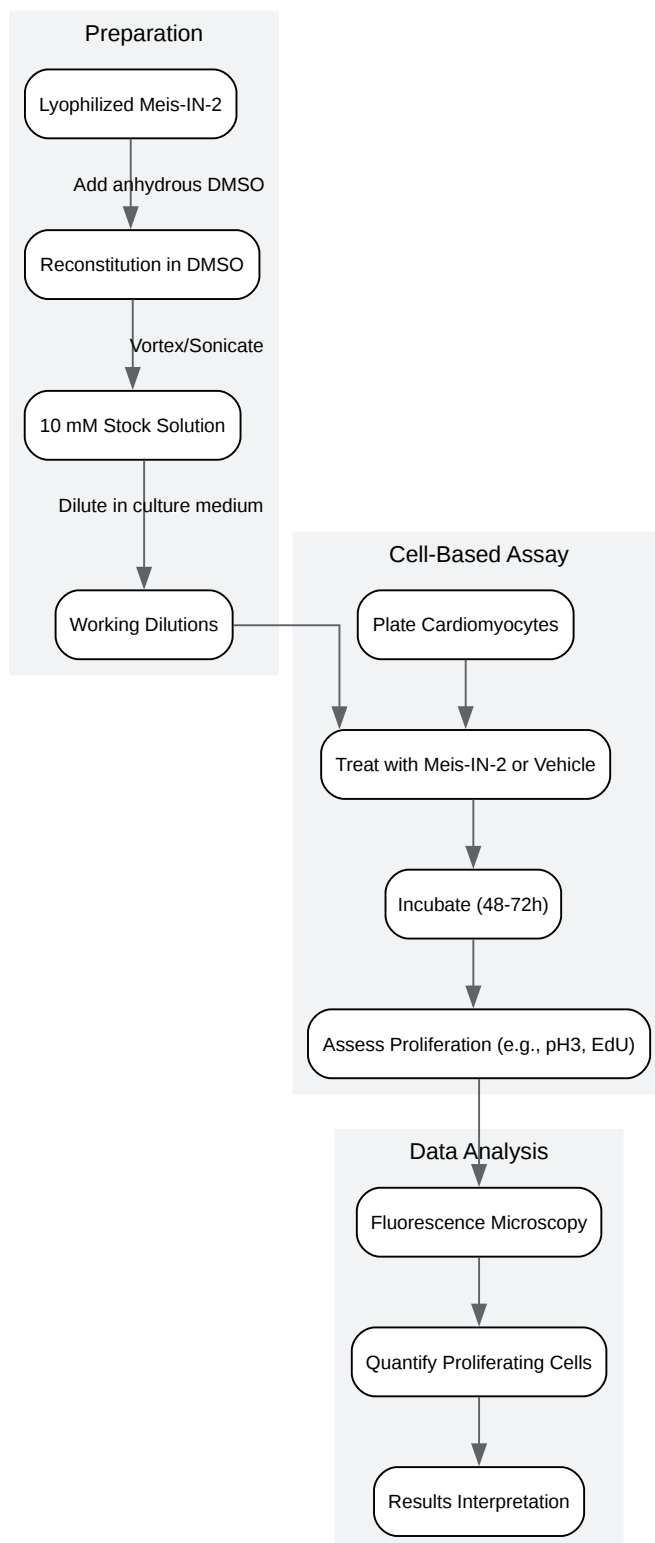 Preparation
Lyophilized Meis-IN-2
Add anhydrous DMSO
Reconstitution in DMSO
Vortex/Sonicate
10 mM Stock Solution
Dilute in culture medium
Working Dilutions
Cell-Based Assay
Plate Cardiomyocytes
Treat with Meis-IN-2 or Vehicle
Incubate (48-72h)
Assess Proliferation (e.g., pH3, EdU)
Data Analysis
Fluorescence Microscopy
Quantify Proliferating Cells
Results Interpretation